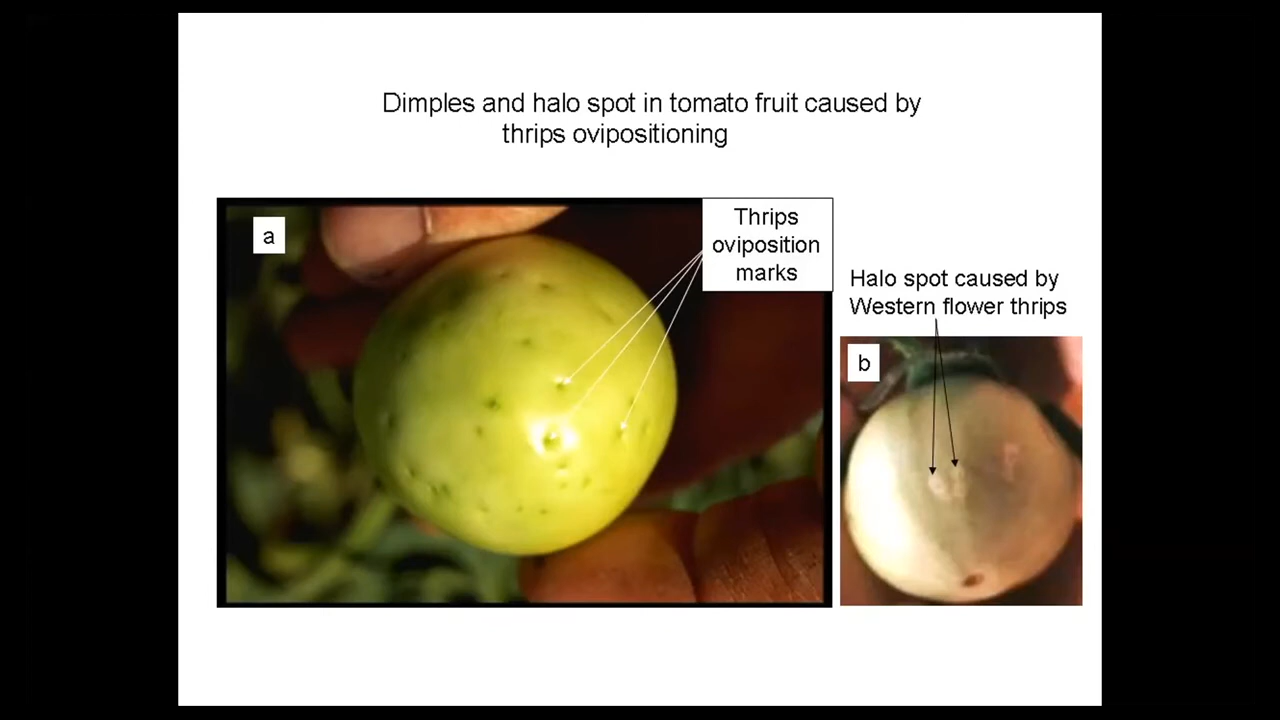 Dimples and halo spot in tomato fruit caused by
thrips ovipositioning
a
Thrips
oviposition
marks
Halo spot caused by
Western flower thrips
b